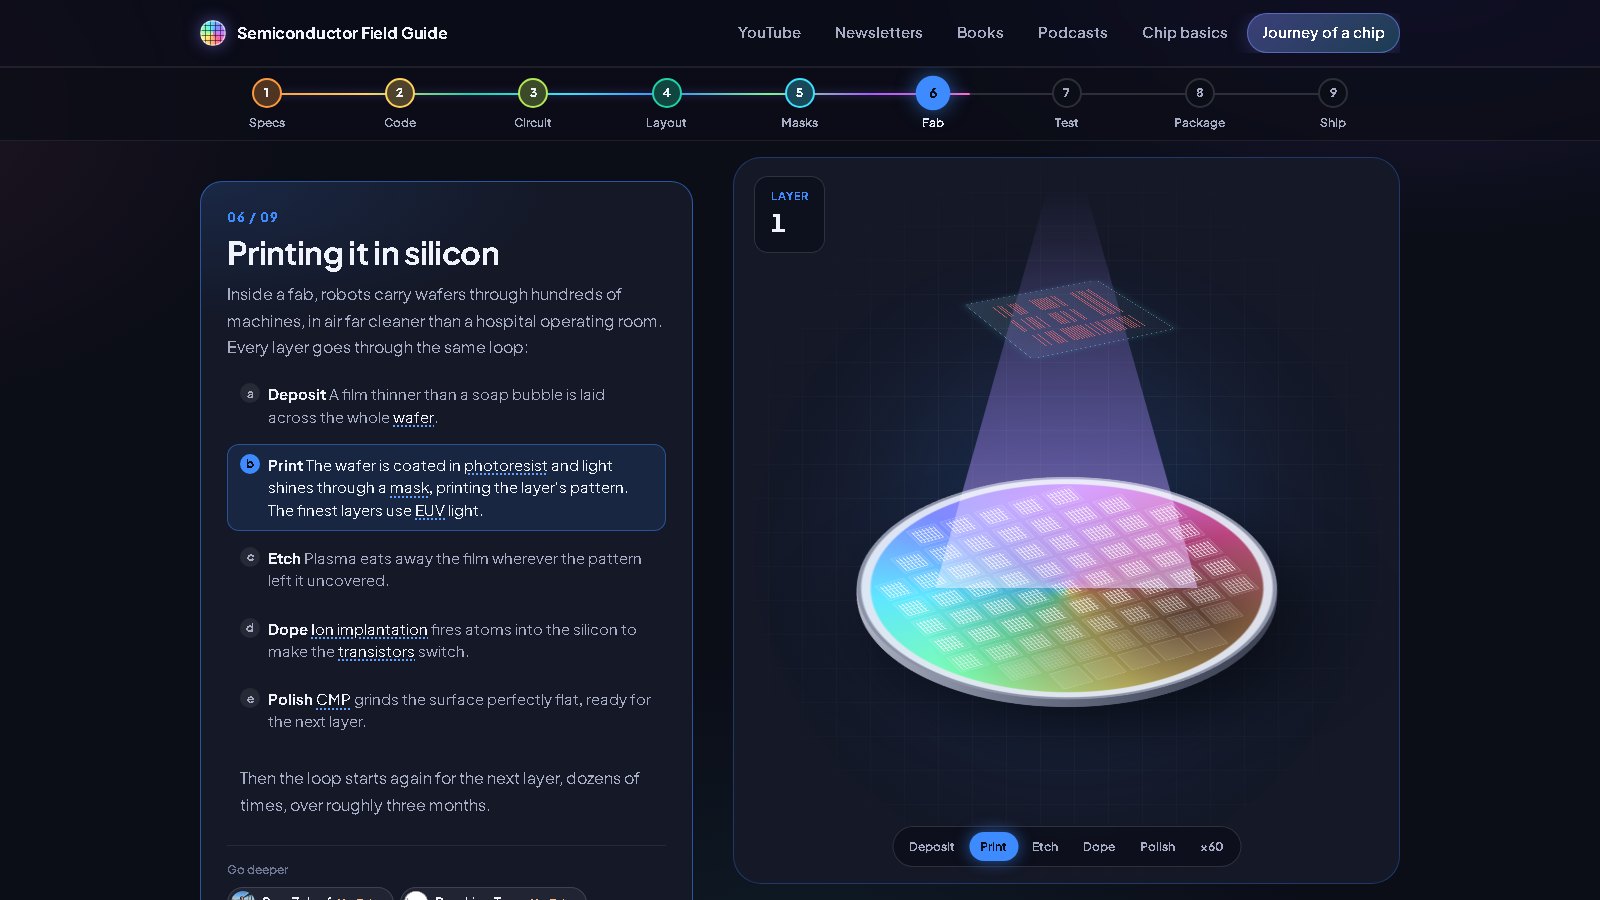 Semiconductor Field Guide
YouTube
Newsletters
Books
Podcasts
Chip basics
Journey of a chip
1
2
3
4
5
6
7
8
9
Specs
Code
Circuit
Layout
Masks
Fab
Test
Package
Ship
06 / 09
Printing it in silicon
Inside a fab, robots carry wafers through hundreds of
machines, in air far cleaner than a hospital operating room.
Every layer goes through the same loop:
a
Deposit A film thinner than a soap bubble is laid
across the whole wafer.
b
Print The wafer is coated in photoresist and light
shines through a mask, printing the layer's pattern.
The finest layers use EUV light.
c
Etch Plasma eats away the film wherever the pattern
left it uncovered.
d
Dope Ion implantation fires atoms into the silicon to
make the transistors switch.
e
Polish CMP grinds the surface perfectly flat, ready for
the next layer.
Then the loop starts again for the next layer, dozens of
times, over roughly three months.
Go deeper
LAYER
1
Deposit
Print
Etch
Dope
Polish
x60